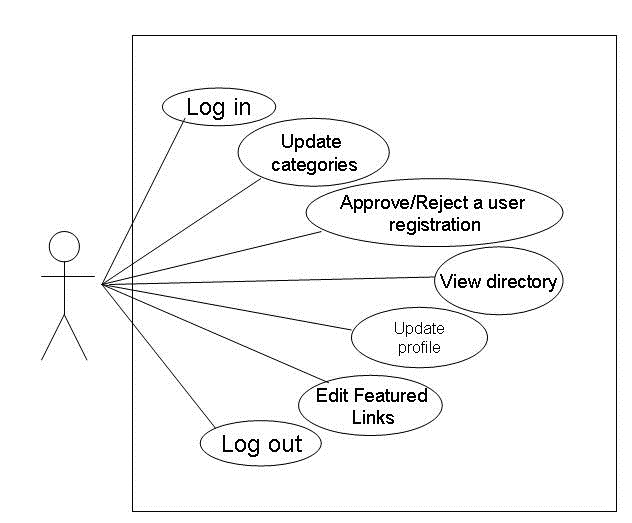 Log in
Update
categories
Approve/Reject a user
registration
View directory
Update
profile
Edit Featured
Links
Log out